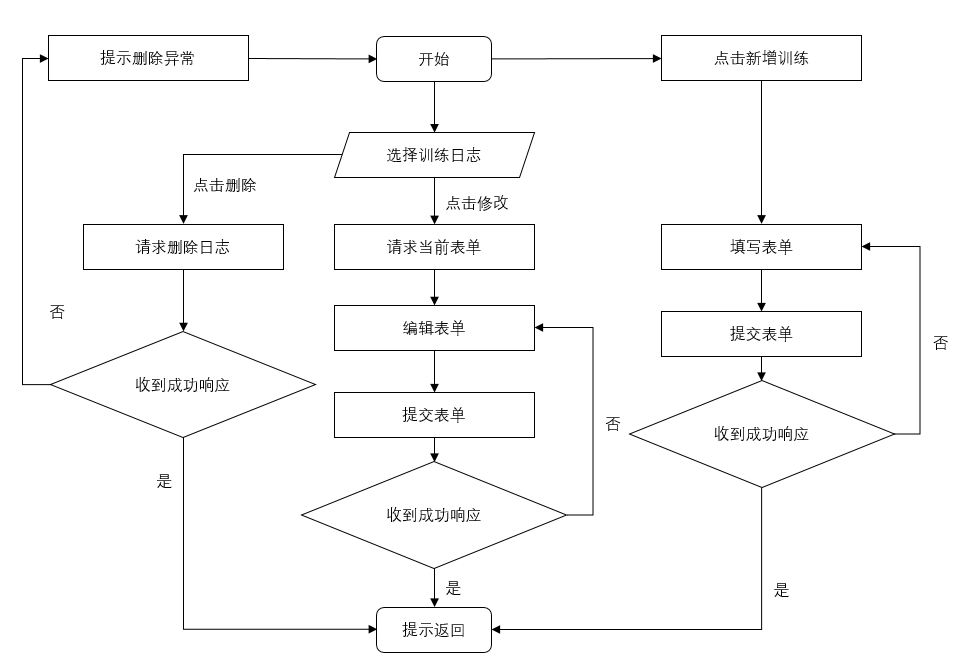 提示删除异常
开始
点击新增训练
选择训练日志
点击删除
点击修改
请求删除日志
请求当前表单
填写表单
否
编辑表单
提交表单
否
收到成功响应
提交表单
否
收到成功响应
是
收到成功响应
是
是
提示返回